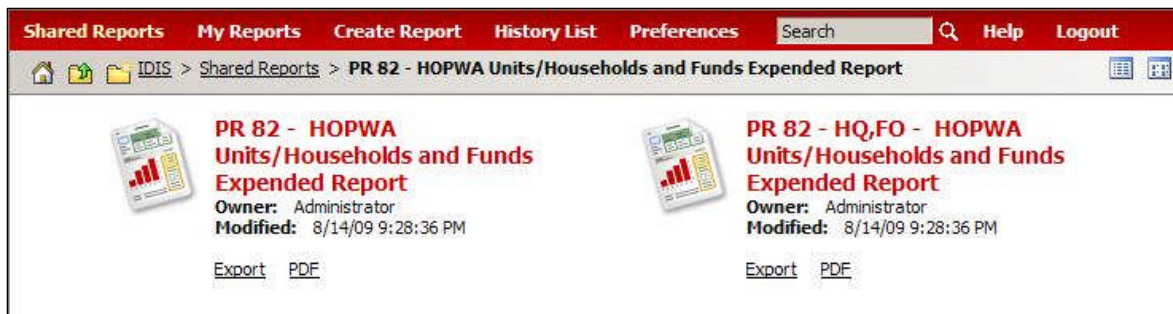 Shared Reports My Reports Create Report History List Preferences Search Help Logout
IDIS > Shared Reports > PR 82 - HOPWA Units/Households and Funds Expended Report
PR 82 - HOPWA
Units/Households and Funds
Expended Report
Owner: Administrator
Modified: 8/14/09 9:28:36 PM
Export PDF
PR 82 - HQ,FO - HOPWA
Units/Households and Funds
Expended Report
Owner: Administrator
Modified: 8/14/09 9:28:36 PM
Export PDF